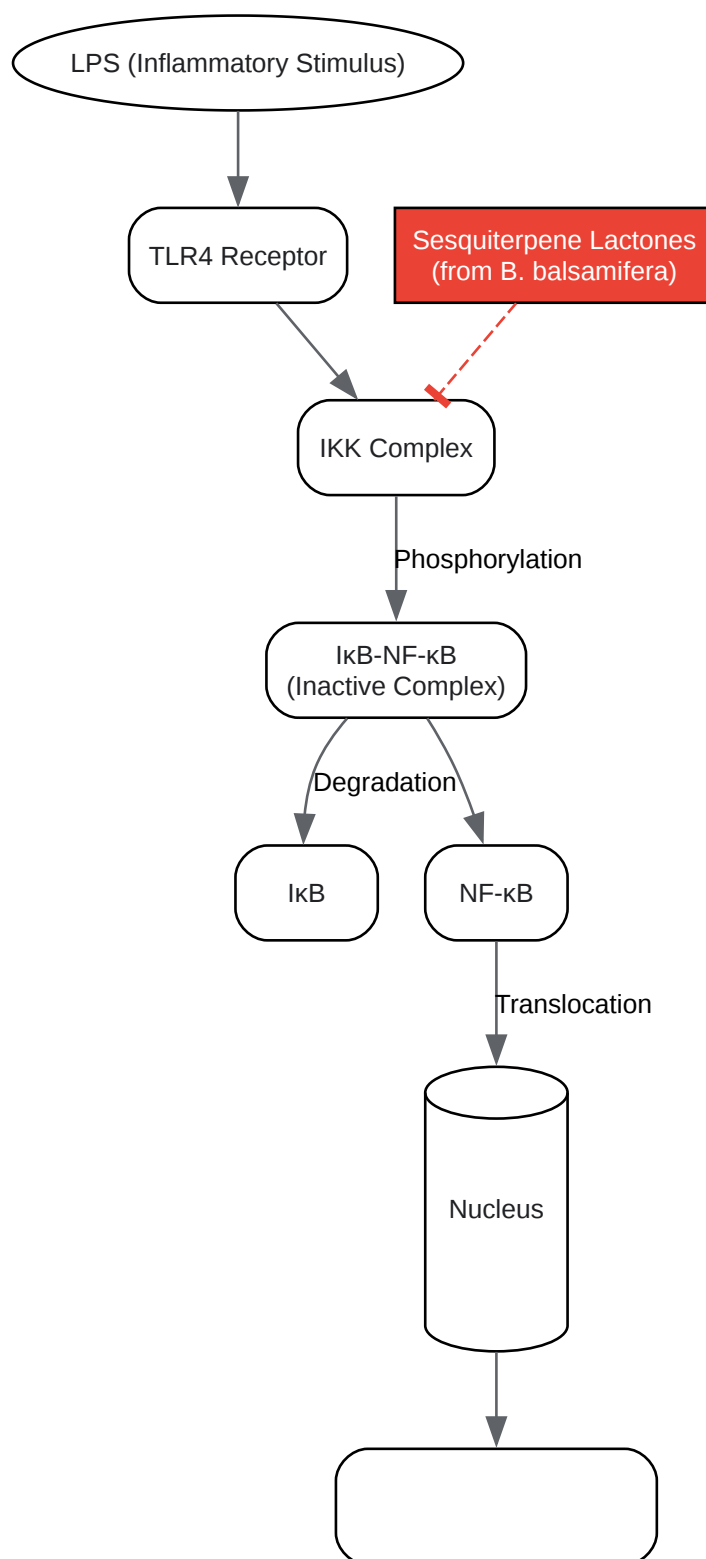 LPS (Inflammatory Stimulus)
TLR4 Receptor
Sesquiterpene Lactones
(from B. balsamifera)
IKK Complex
Phosphorylation
IκB-NF-κB
(Inactive Complex)
Degradation
IκB
NF-κB
Translocation
Nucleus